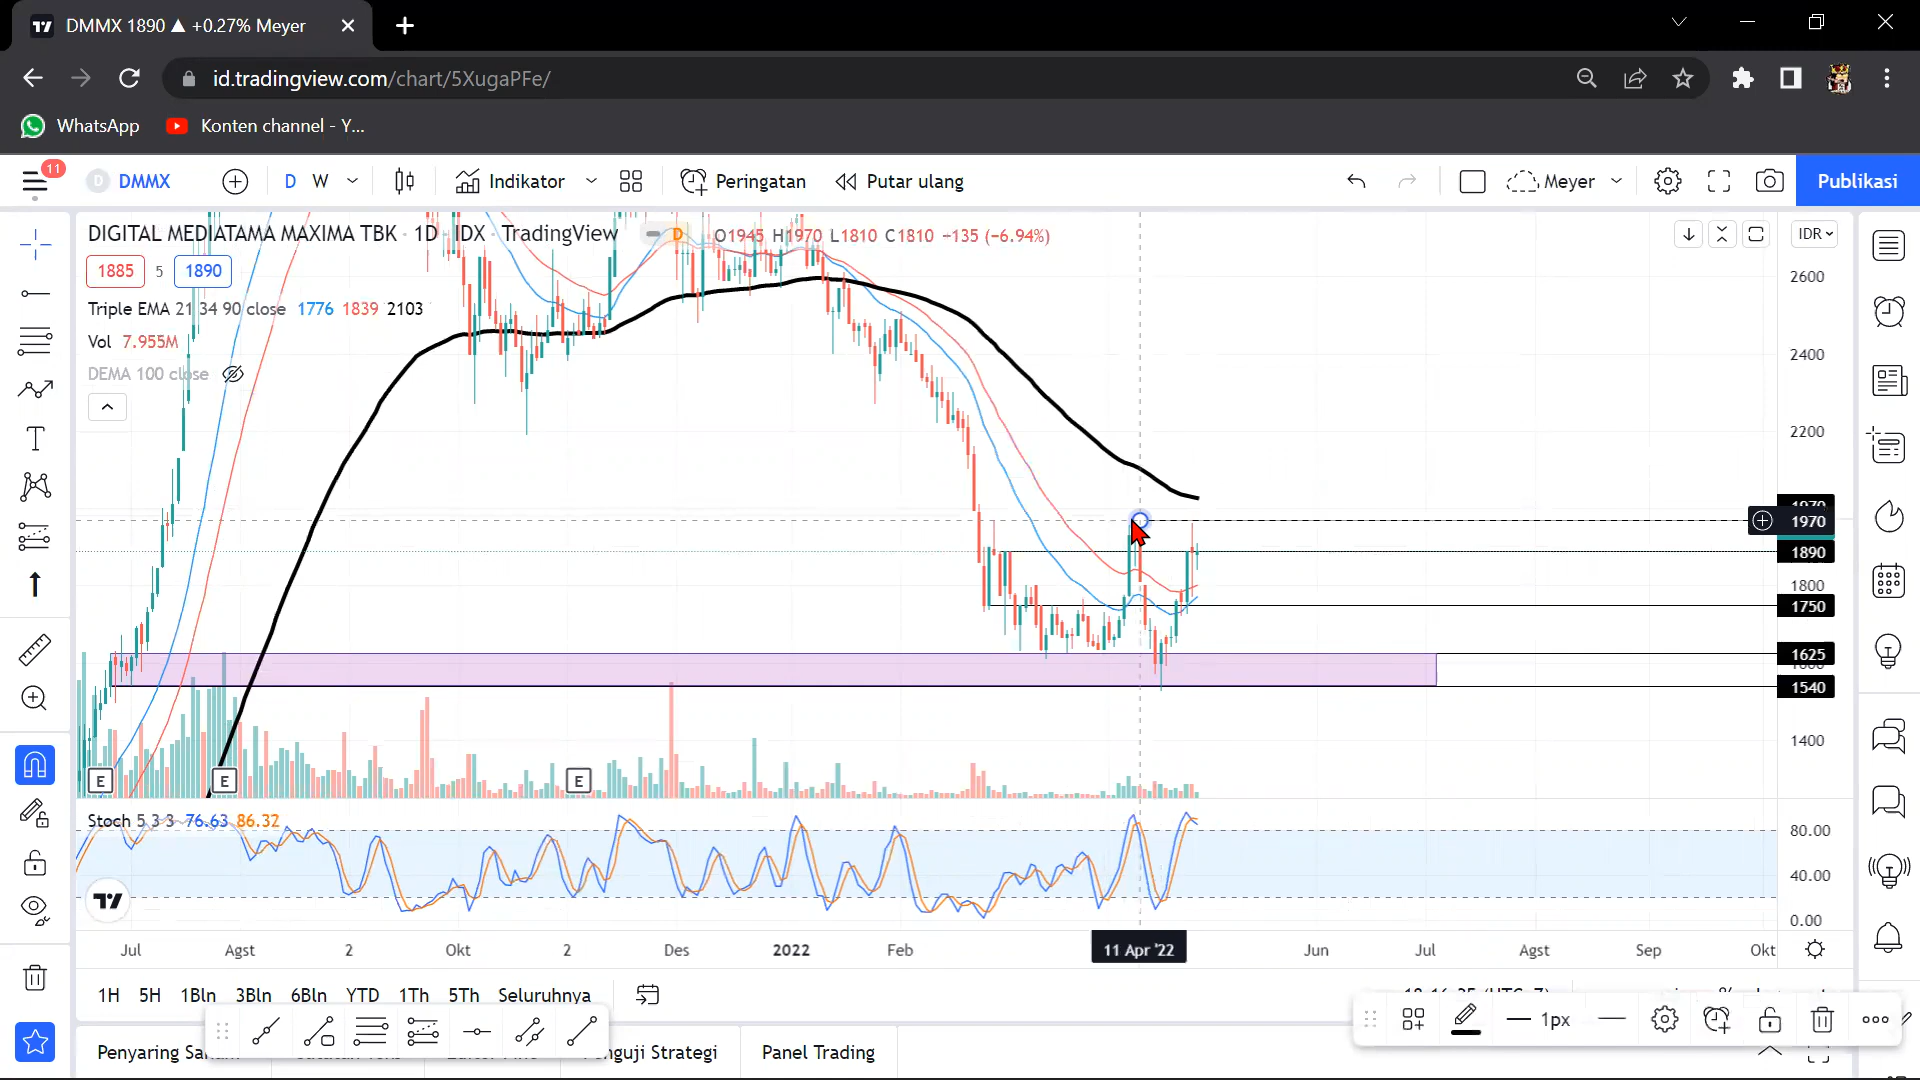 DMMX 1890 ▲ +0.27% Meyer
id.tradingview.com/chart/5XugaPFe/
WhatsApp
Konten channel - Y...
11
D DMMX
D W
Indikator
Peringatan
Putar ulang
Meyer
Publikasi
DIGITAL MEDIATAMA MAXIMA TBK · 1D · IDX · TradingView
D O1945 H1970 L1810 C1810 −135 (−6.94%)
IDR
1885 5 1890
Triple EMA 21 34 90 close 1776 1839 2103
Vol 7.955M
DEMA 100 close
2600
2400
2200
1970
1890
1800
1750
1625
1540
1400
E E E
Stoch 5 3 3 76.63 86.32
80.00
40.00
0.00
Jul Agst 2 Okt 2 Des 2022 Feb 11 Apr '22 Jun Jul Agst Sep Okt
1H 5H 1Bln 3Bln 6Bln YTD 1Th 5Th Seluruhnya
1px
Penyaring
Strategi
Panel Trading